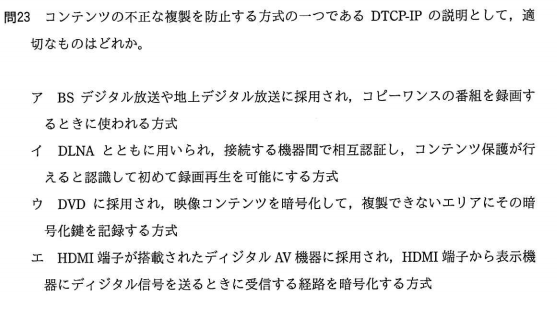 問23 コンテンツの不正な複製を防止する方式の一つである DTCP-IP の説明として，適
切なものはどれか。
ア BS デジタル放送や地上デジタル放送に採用され，コピーワンスの番組を録画す
るときに使われる方式
イ DLNA とともに用いられ，接続する機器間で相互認証し，コンテンツ保護が行
えると認識して初めて録画再生を可能にする方式
ウ DVD に採用され，映像コンテンツを暗号化して，複製できないエリアにその暗
号化鍵を記録する方式
エ HDMI 端子が搭載されたディジタル AV 機器に採用され，HDMI 端子から表示機
器にディジタル信号を送るときに受信する経路を暗号化する方式